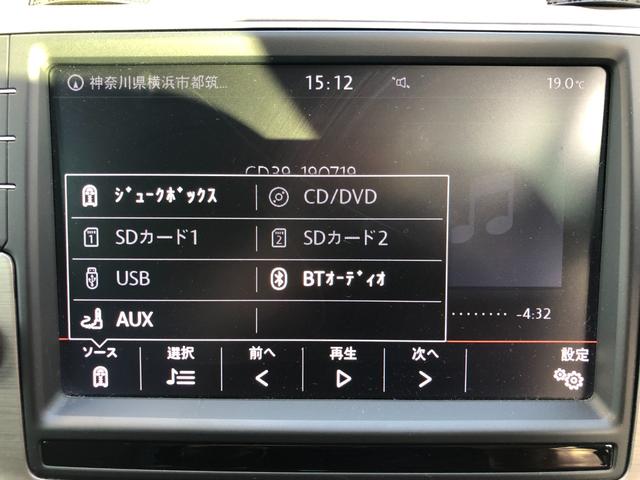 神奈川県横浜市都筑... 15:12 19.0℃
CD39_190719
ｼﾞｭｰｸﾎﾞｯｸｽ CD/DVD
1 SDカード1 2 SDカード2
USB BTｵｰﾃﾞｨｵ
AUX
-4:32
ソース 選択 前へ 再生 次へ 設定